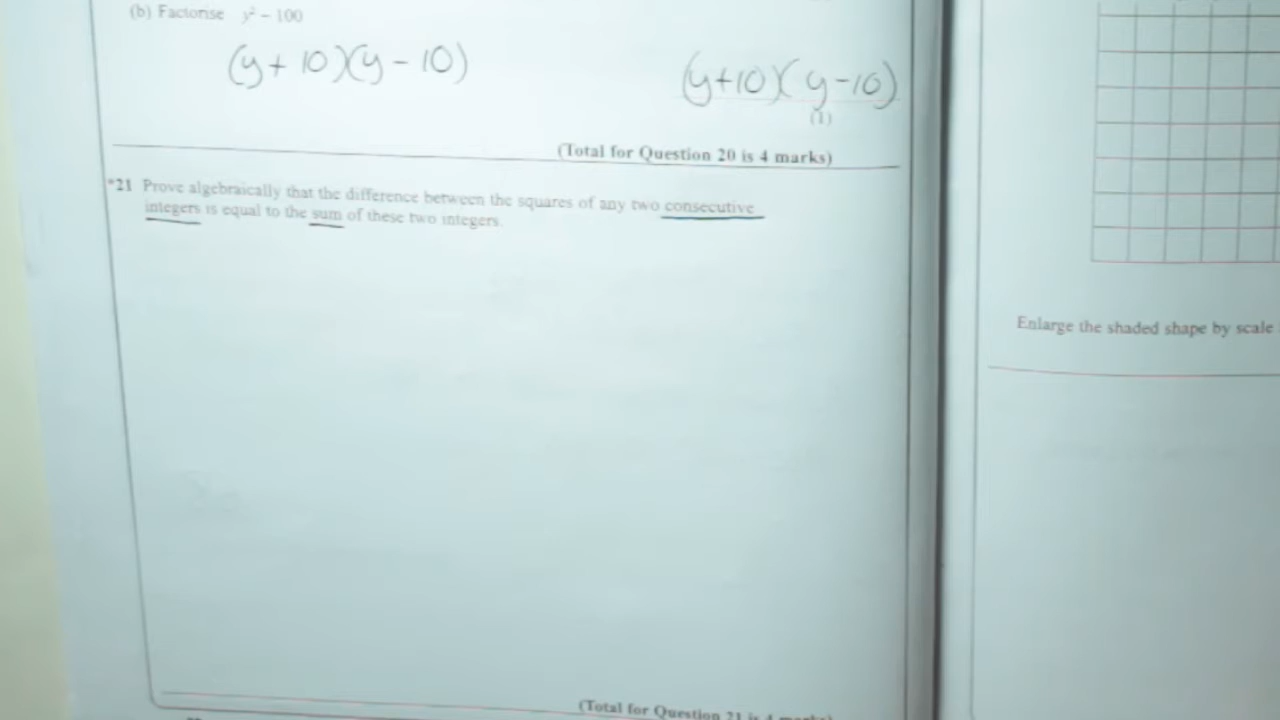 (b) Factorise y² – 100
(y + 10)(y - 10)
(y+10)(y-10)
(1)
(Total for Question 20 is 4 marks)
*21 Prove algebraically that the difference between the squares of any two consecutive
integers is equal to the sum of these two integers.
Enlarge the shaded shape by scale
(Total for Question 21 is 4 marks)